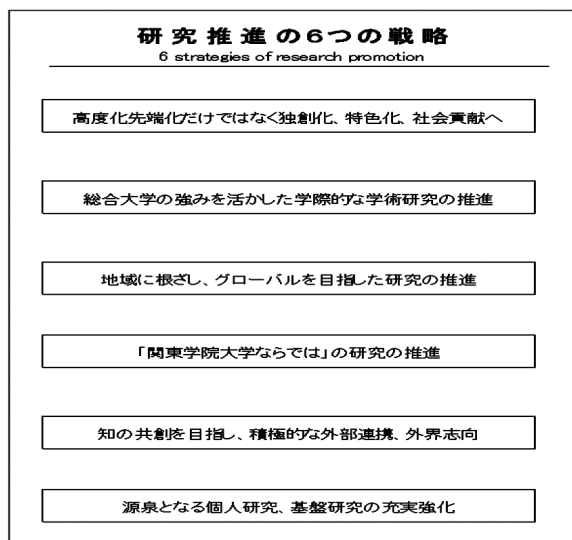 研究推進の6つの戦略
6 strategies of research promotion
高度化先端化だけではなく独創化、特色化、社会貢献へ
総合大学の強みを活かした学際的な学術研究の推進
地域に根ざし、グローバルを目指した研究の推進
「関東学院大学ならでは」の研究の推進
知の共創を目指し、積極的な外部連携、外界志向
源泉となる個人研究、基盤研究の充実強化